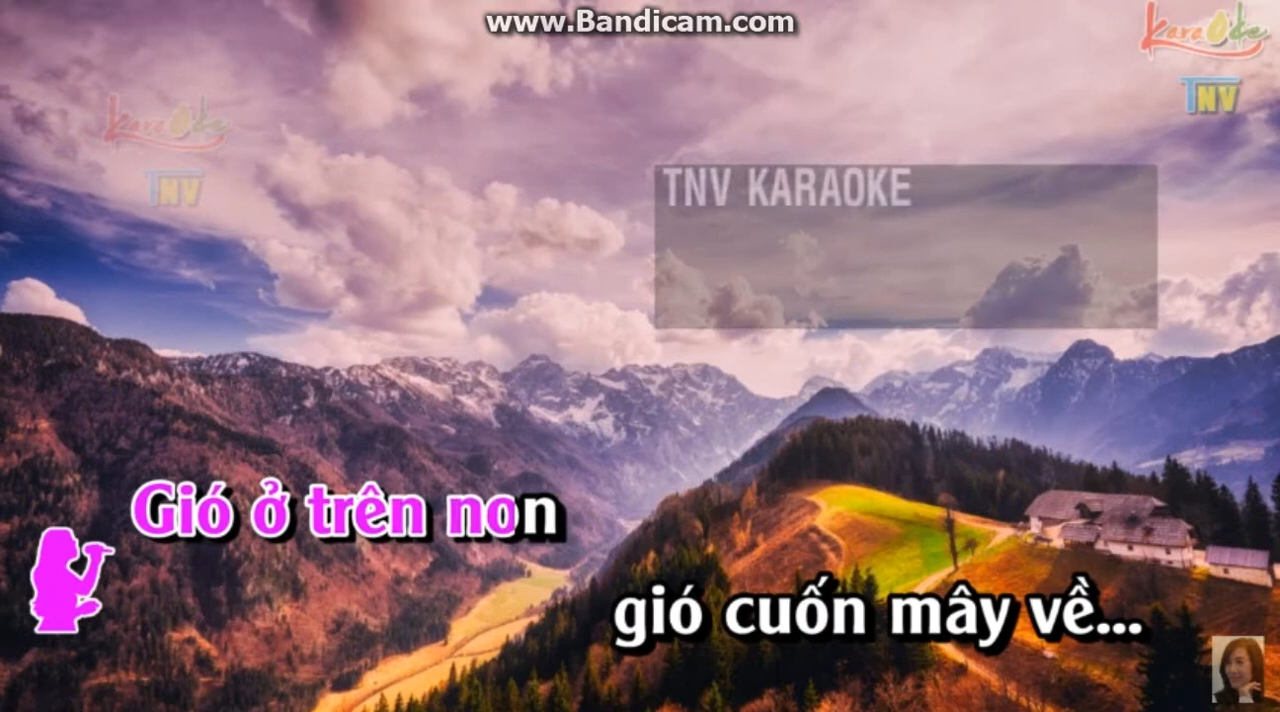 www.Bandicam.com
KaraOke
TNV
KaraOke
TNV
TNV KARAOKE
Gió ở trên non
gió cuốn mây về...